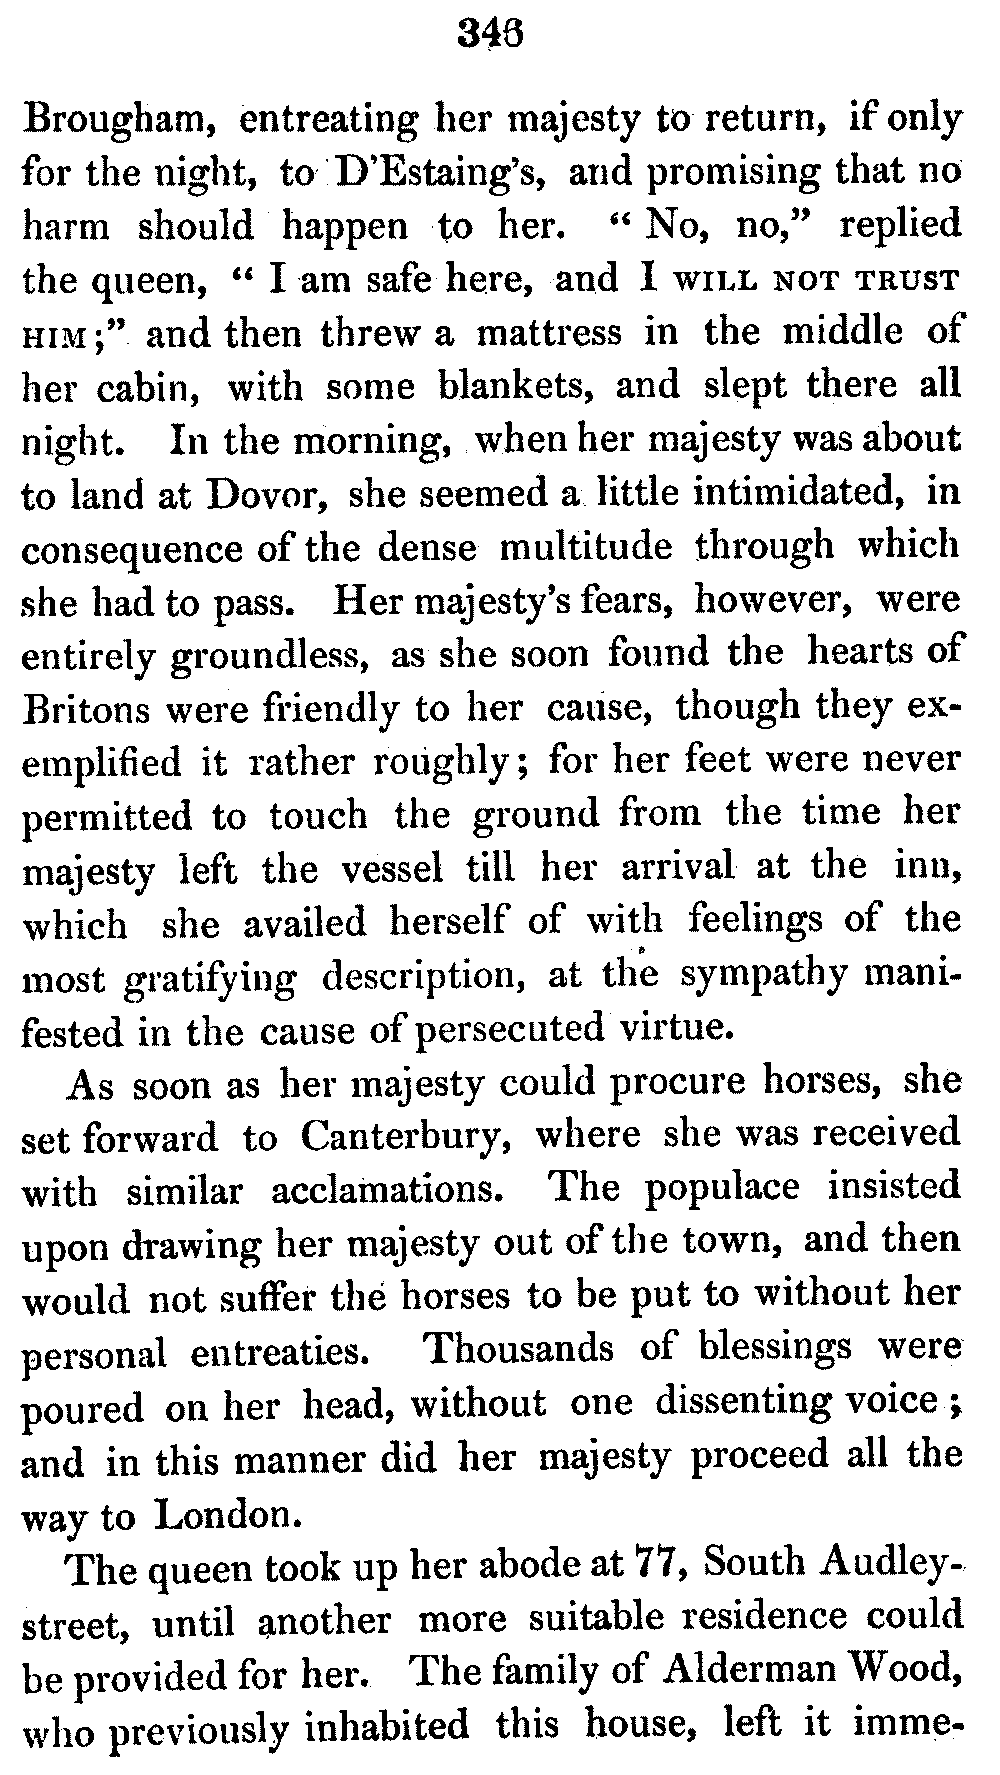 346
Brougham, entreating her majesty to return, if only
for the night, to D'Estaing's, and promising that no
harm should happen to her. “ No, no,” replied
the queen, “ I am safe here, and I WILL NOT TRUST
HIM;” and then threw a mattress in the middle of
her cabin, with some blankets, and slept there all
night. In the morning, when her majesty was about
to land at Dovor, she seemed a little intimidated, in
consequence of the dense multitude through which
she had to pass. Her majesty's fears, however, were
entirely groundless, as she soon found the hearts of
Britons were friendly to her cause, though they ex-
emplified it rather roughly; for her feet were never
permitted to touch the ground from the time her
majesty left the vessel till her arrival at the inn,
which she availed herself of with feelings of the
most gratifying description, at the sympathy mani-
fested in the cause of persecuted virtue.
As soon as her majesty could procure horses, she
set forward to Canterbury, where she was received
with similar acclamations. The populace insisted
upon drawing her majesty out of the town, and then
would not suffer the horses to be put to without her
personal entreaties. Thousands of blessings were
poured on her head, without one dissenting voice;
and in this manner did her majesty proceed all the
way to London.
The queen took up her abode at 77, South Audley-
street, until another more suitable residence could
be provided for her. The family of Alderman Wood,
who previously inhabited this house, left it imme-